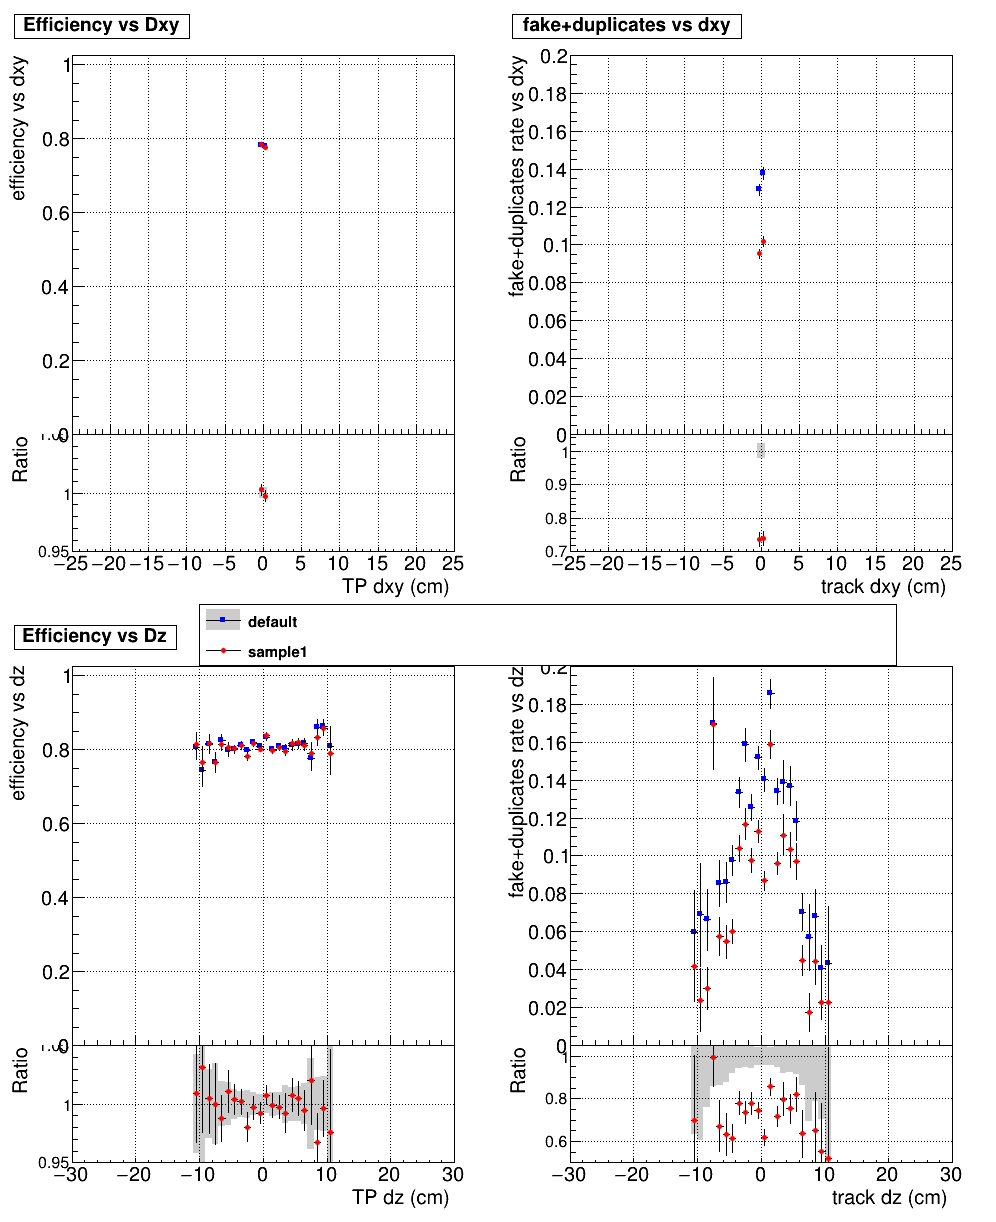 Efficiency vs Dxy
fake+duplicates vs dxy
efficiency vs dxy
1
0.8
0.6
0.4
0.2
0
Ratio
1
0.95
−25 −20 −15 −10 −5 0 5 10 15 20 25
TP dxy (cm)
fake+duplicates rate vs dxy
0.2
0.18
0.16
0.14
0.12
0.1
0.08
0.06
0.04
0.02
0
Ratio
1
0.9
0.8
0.7
−25 −20 −15 −10 −5 0 5 10 15 20 25
track dxy (cm)
Efficiency vs Dz
default
sample1
efficiency vs dz
1
0.8
0.6
0.4
0.2
0
Ratio
1
0.95
−30 −20 −10 0 10 20 30
TP dz (cm)
fake+duplicates rate vs dz
0.2
0.18
0.16
0.14
0.12
0.1
0.08
0.06
0.04
0.02
0
Ratio
1
0.8
0.6
−30 −20 −10 0 10 20 30
track dz (cm)